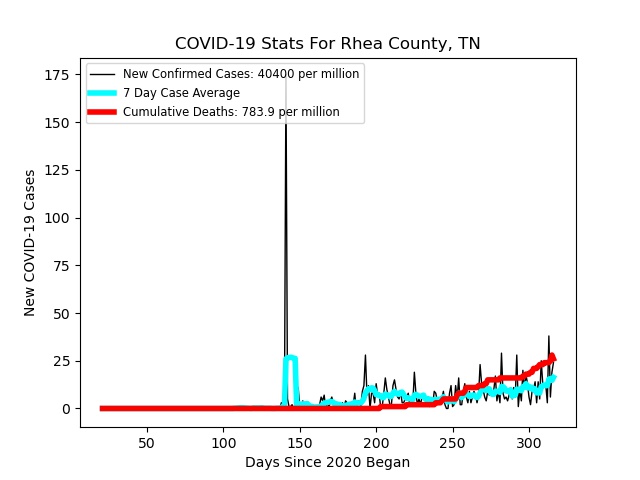 COVID-19 Stats For Rhea County, TN
New Confirmed Cases: 40400 per million
7 Day Case Average
Cumulative Deaths: 783.9 per million
New COVID-19 Cases
175
150
125
100
75
50
25
0
50 100 150 200 250 300
Days Since 2020 Began